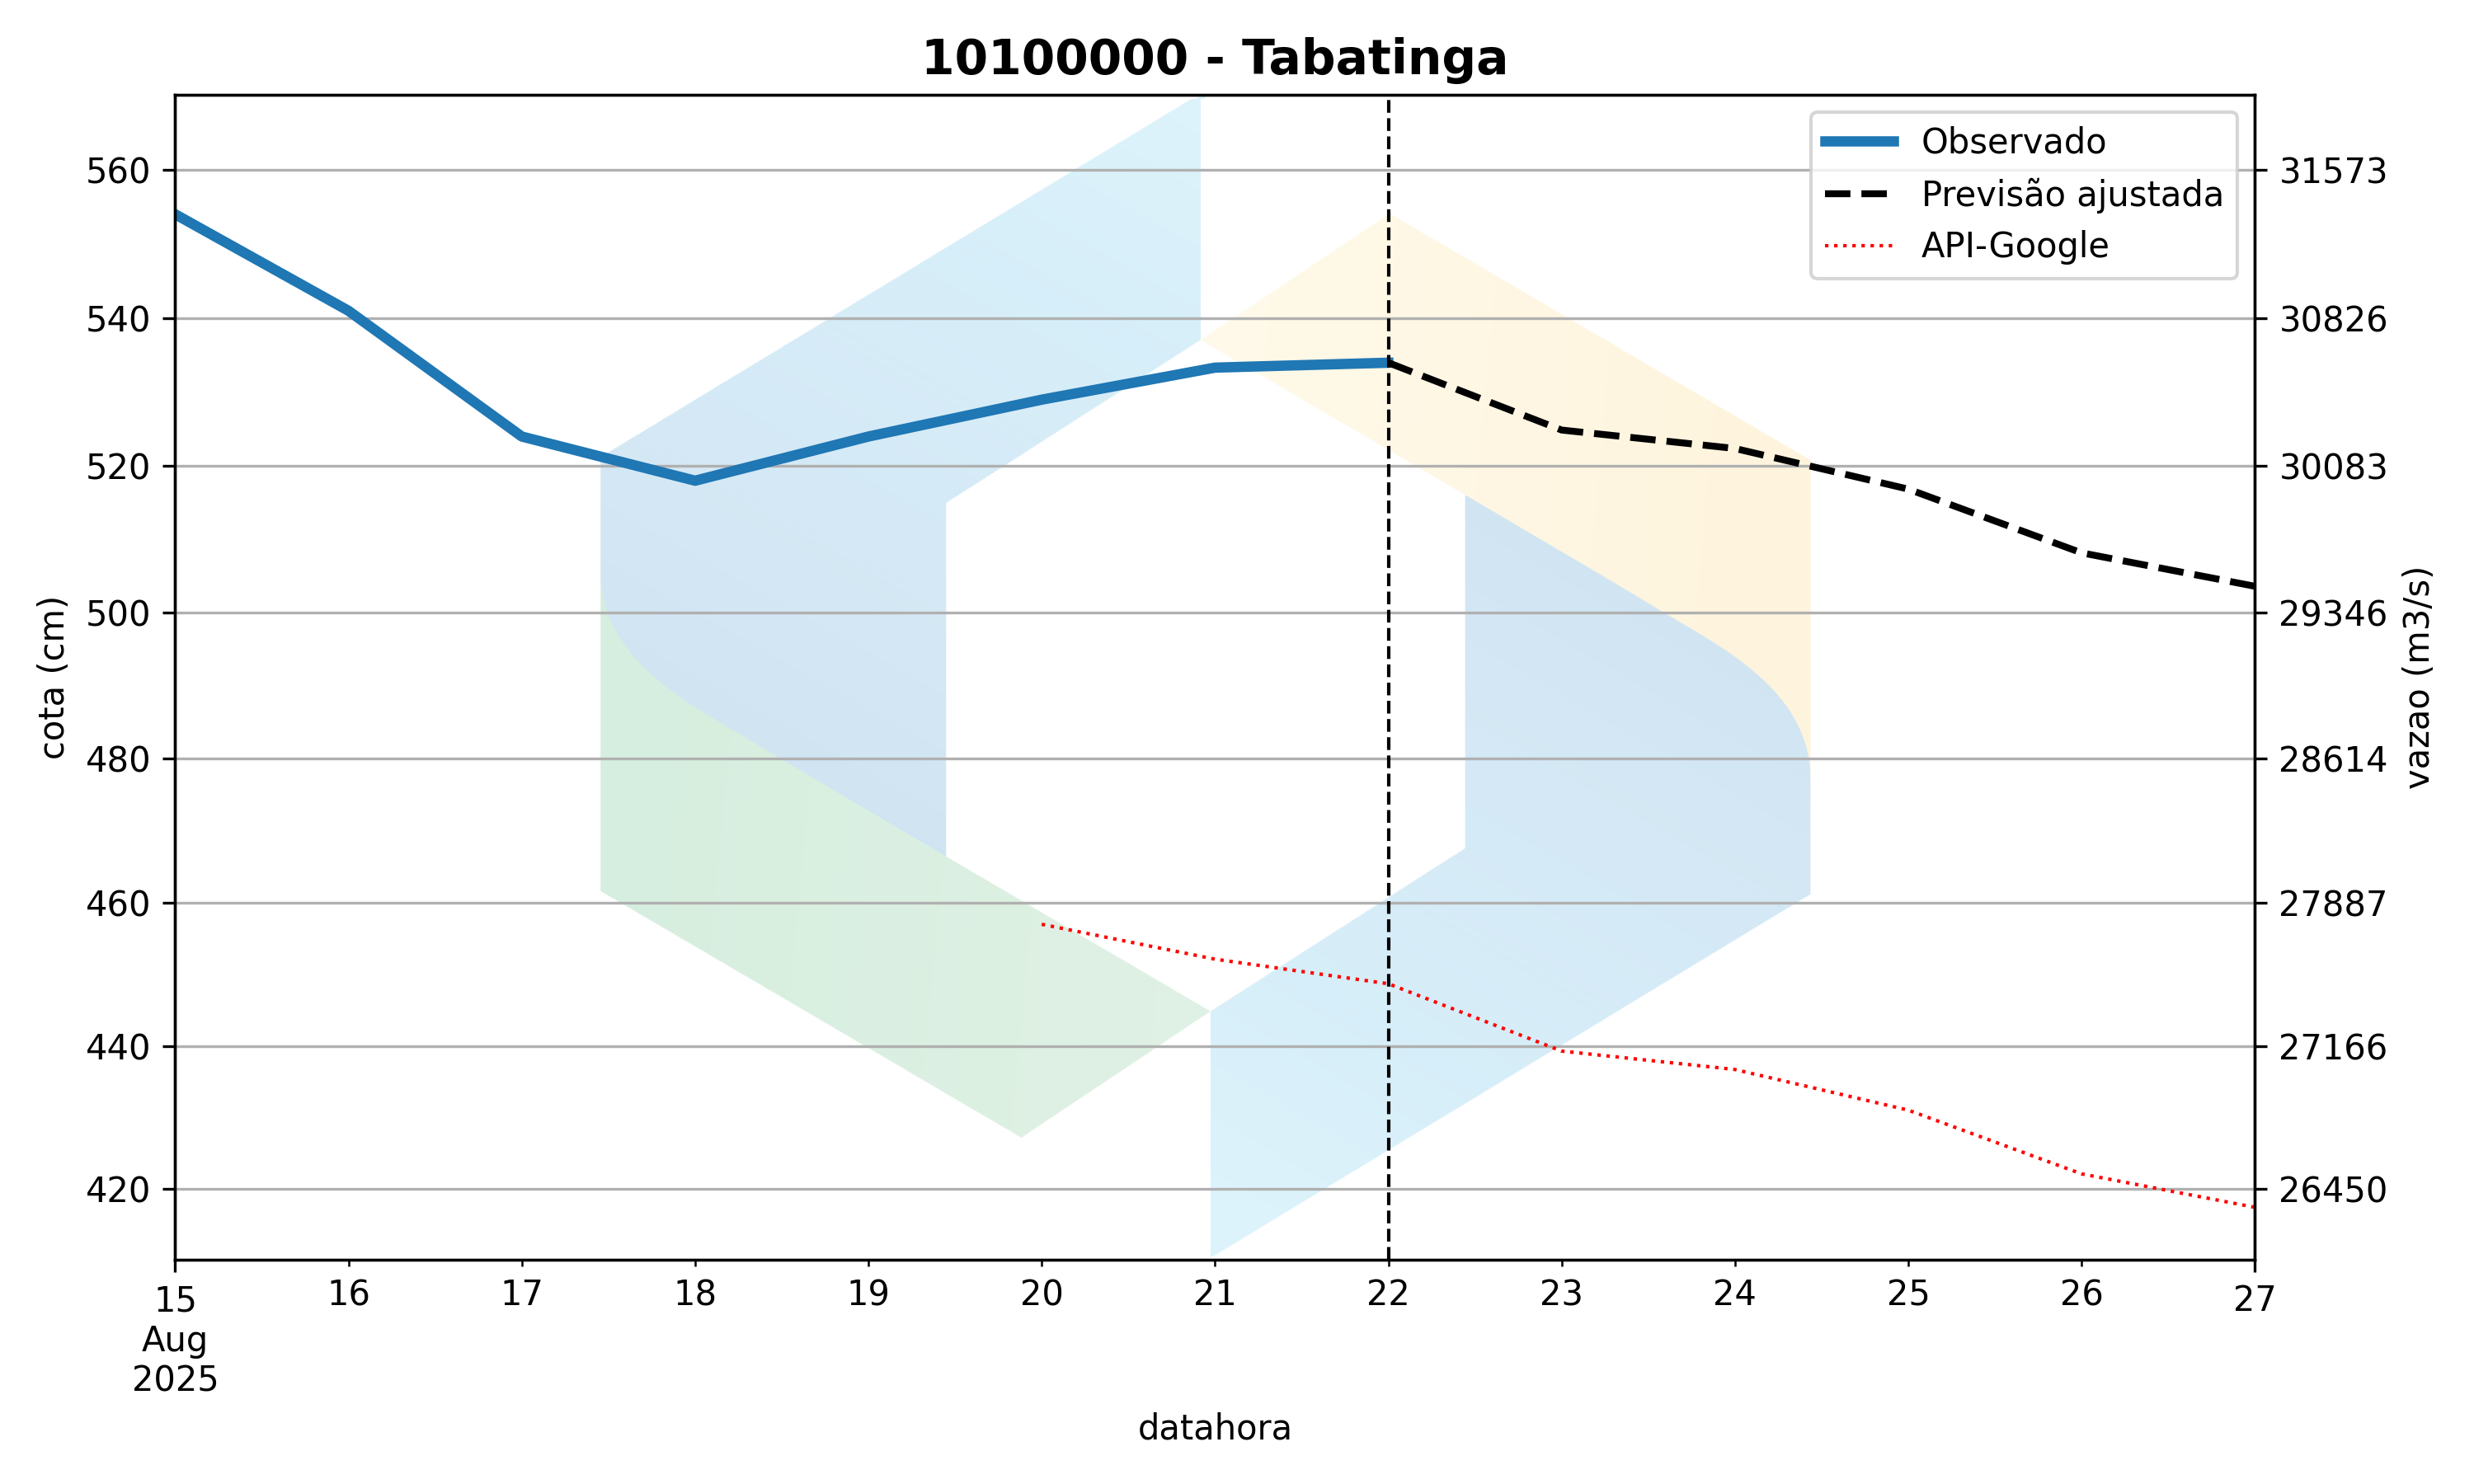 10100000 - Tabatinga
Observado
Previsão ajustada
API-Google
560
540
520
500
480
460
440
420
cota (cm)
31573
30826
30083
29346
28614
27887
27166
26450
vazao (m3/s)
15 16 17 18 19 20 21 22 23 24 25 26 27
Aug
2025
datahora